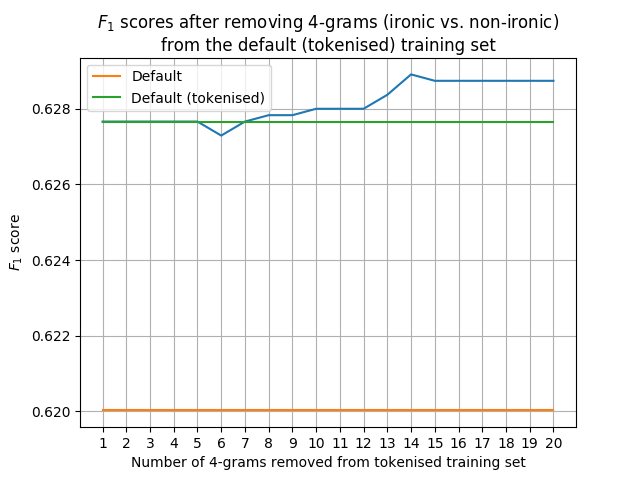 F1 scores after removing 4-grams (ironic vs. non-ironic)
from the default (tokenised) training set
Default
Default (tokenised)
0.628
0.626
0.624
0.622
0.620
F1 score
1 2 3 4 5 6 7 8 9 10 11 12 13 14 15 16 17 18 19 20
Number of 4-grams removed from tokenised training set